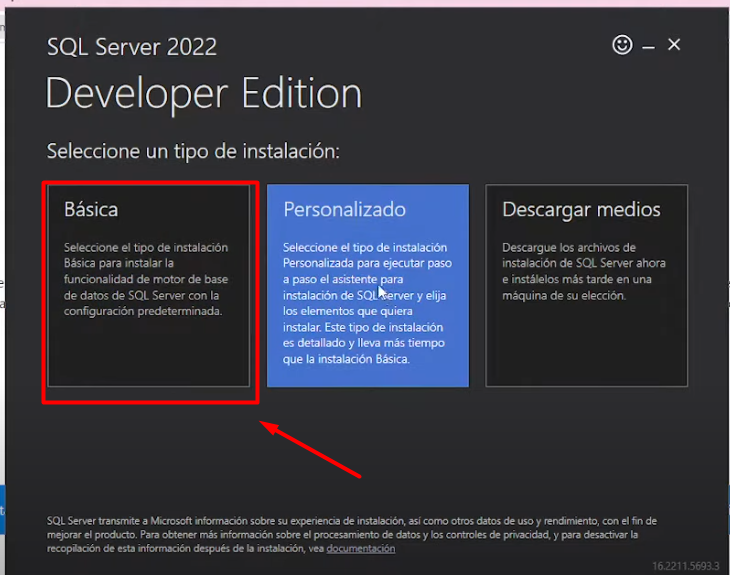 SQL Server 2022
Developer Edition
Seleccione un tipo de instalación:
Básica
Seleccione el tipo de instalación
Básica para instalar la
funcionalidad de motor de base
de datos de SQL Server con la
configuración predeterminada.
Personalizado
Seleccione el tipo de instalación
Personalizada para ejecutar paso
a paso el asistente para
instalación de SQL Server y elija
los elementos que quiera
instalar. Este tipo de instalación
es detallado y lleva más tiempo
que la instalación Básica.
Descargar medios
Descargue los archivos de
instalación de SQL Server ahora
e instálelos más tarde en una
máquina de su elección.
SQL Server transmite a Microsoft información sobre su experiencia de instalación, así como otros datos de uso y rendimiento, con el fin de
mejorar el producto. Para obtener más información sobre el procesamiento de datos y los controles de privacidad, y para desactivar la
recopilación de esta información después de la instalación, vea documentación
16.2211.5693.3